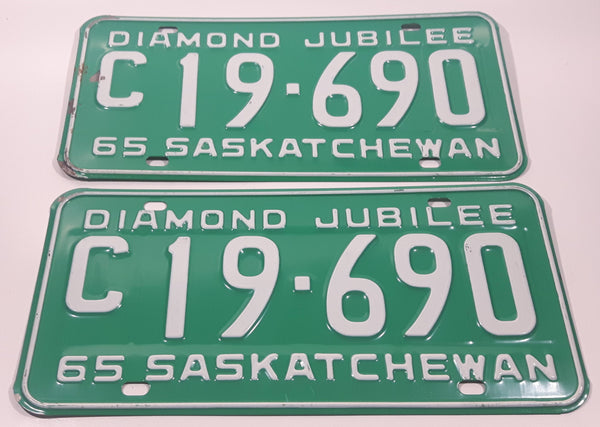 DIAMOND JUBILEE
C19·690
65 SASKATCHEWAN
DIAMOND JUBILEE
C19·690
65 SASKATCHEWAN